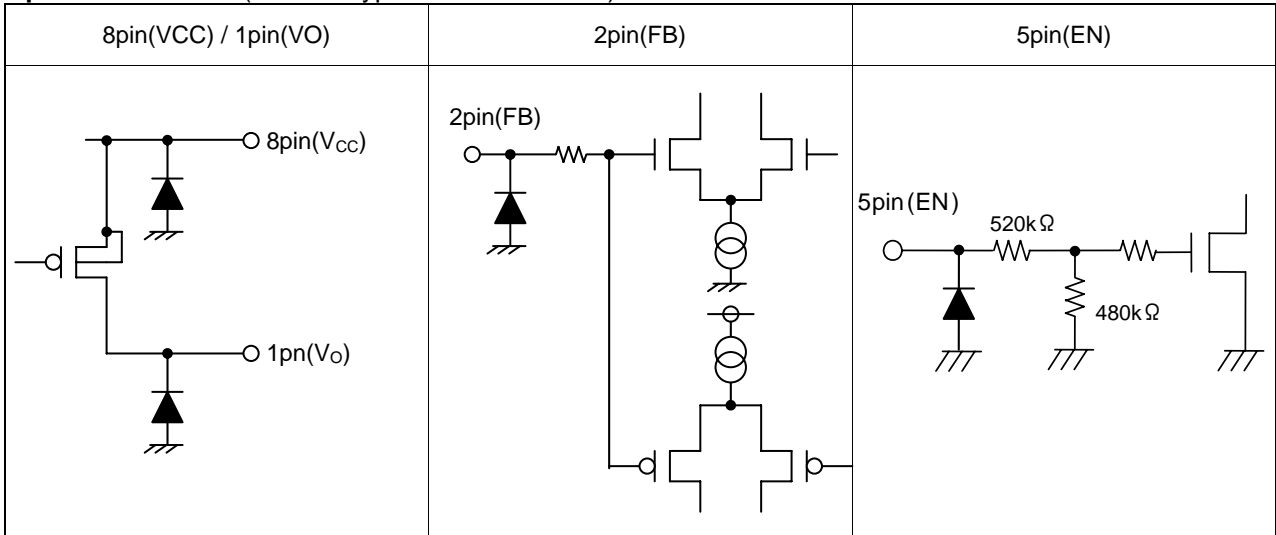 8pin(VCC) / 1pin(VO)
2pin(FB)
5pin(EN)
8pin(VCC)
1pn(VO)
2pin(FB)
5pin(EN)
520kΩ
480kΩ